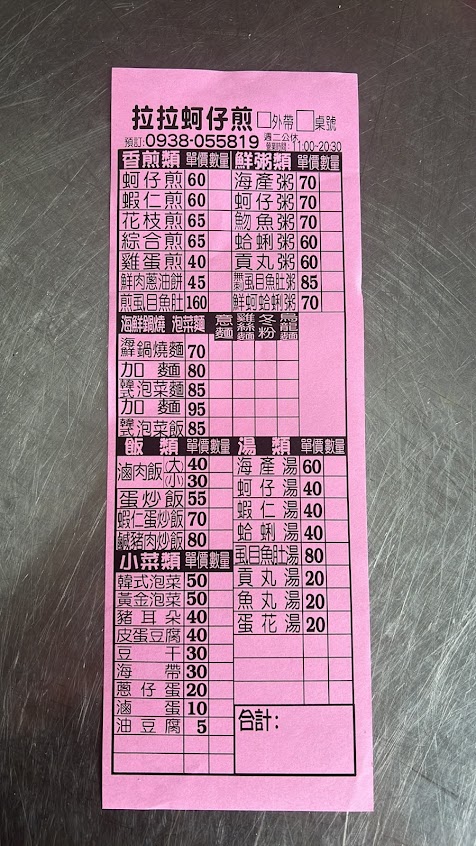 拉拉蚵仔煎 □外帶 □桌號
預訂:0938-055819 週二公休
營業時間:11:00-20:30
香煎類 單價 數量
蚵仔煎 60
蝦仁煎 60
花枝煎 65
綜合煎 65
雞蛋煎 40
鮮肉蔥油餅 45
煎虱目魚肚 160
鮮粥類 單價 數量
海產粥 70
蚵仔粥 70
魩魚粥 70
蛤蜊粥 60
貢丸粥 60
無刺虱目魚粥 85
鮮蚵蛤蜊粥 70
海鮮鍋燒 泡菜麵 意麵 雞絲麵 冬粉 烏龍麵
海鮮鍋燒麵 70
加麵 80
韓式泡菜麵 85
加麵 95
韓式泡菜飯 85
飯類 單價 數量
滷肉飯(大) 40
(小) 30
蛋炒飯 55
蝦仁蛋炒飯 70
鹹豬肉炒飯 80
湯類 單價 數量
海產湯 60
蚵仔湯 40
蝦仁湯 40
蛤蜊湯 40
虱目魚肚湯 80
貢丸湯 20
魚丸湯 20
蛋花湯 20
小菜類 單價 數量
韓式泡菜 50
黃金泡菜 50
豬耳朵 40
皮蛋豆腐 40
豆干 30
海帶 30
蔥仔蛋 20
滷蛋 10
油豆腐 5
合計: